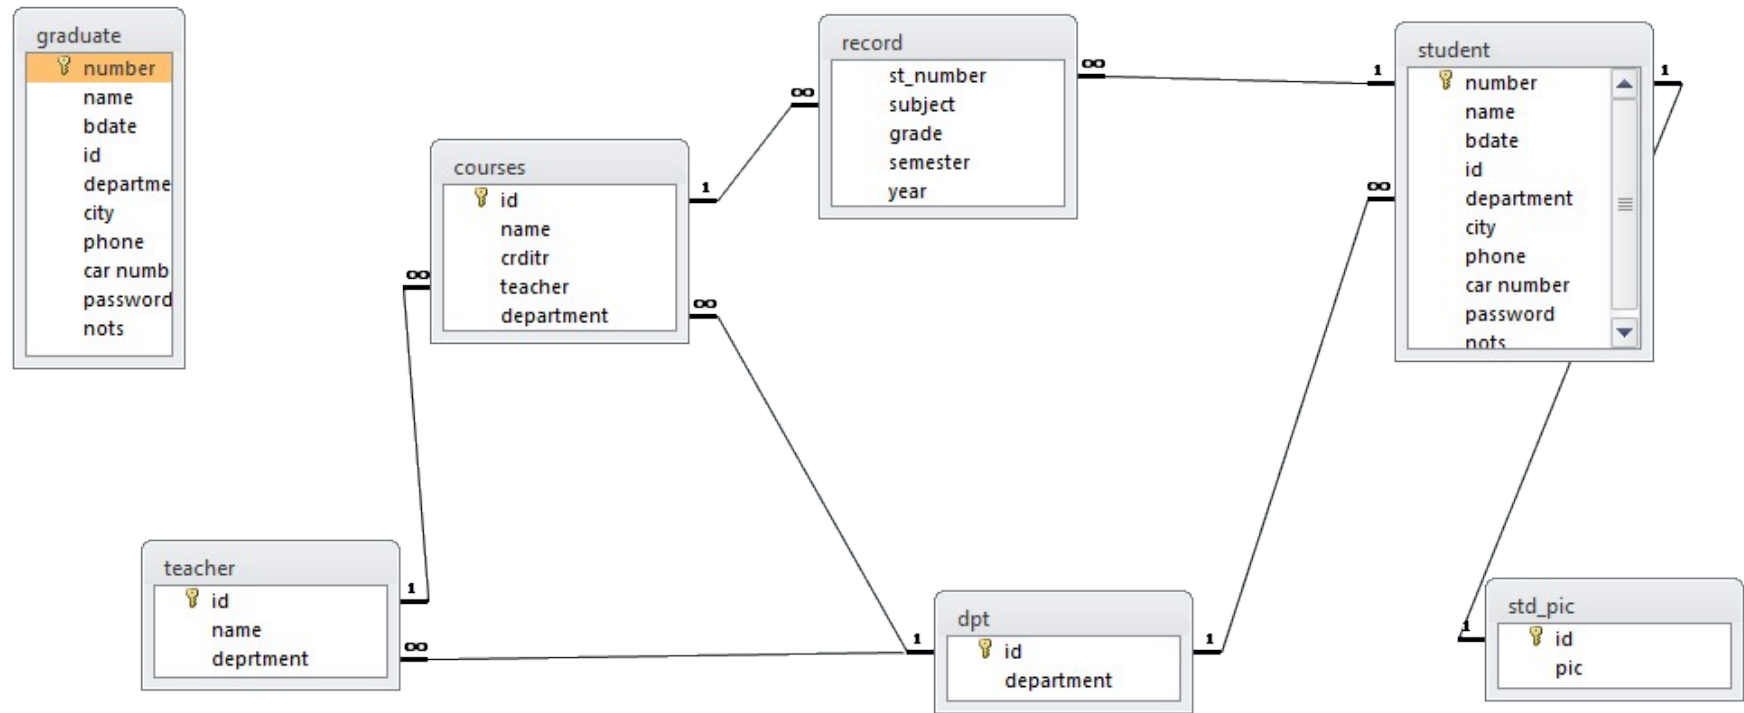 graduate
number
name
bdate
id
departme
city
phone
car numb
password
nots
courses
id
name
crditr
teacher
department
record
st_number
subject
grade
semester
year
student
number
name
bdate
id
department
city
phone
car number
password
nots
teacher
id
name
deprtment
dpt
id
department
std_pic
id
pic
∞
1
∞
1
1
∞
∞
∞
1
∞
1
1
1
1